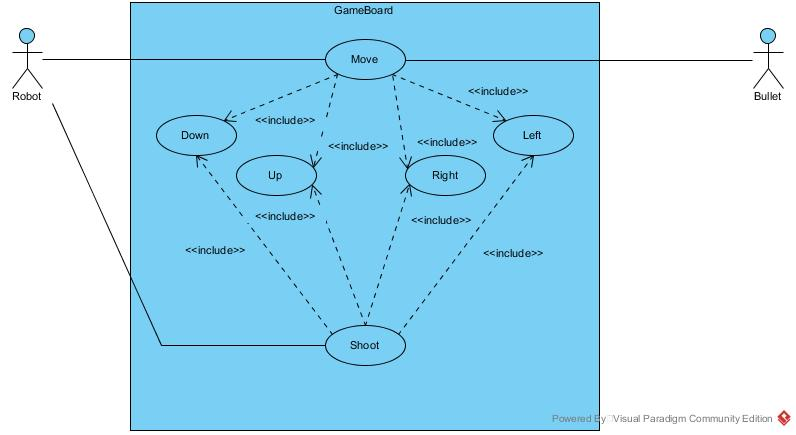 GameBoard
Move
Robot
Bullet
<<include>>
<<include>>
Down
Left
<<include>>
<<include>>
Up
Right
<<include>>
<<include>>
<<include>>
<<include>>
Shoot
Powered By Visual Paradigm Community Edition